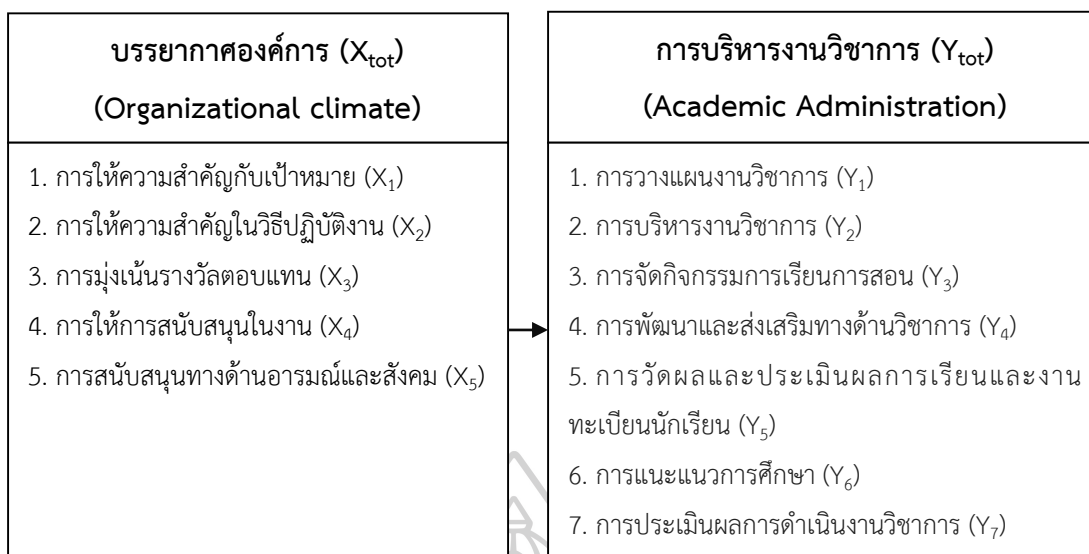 บรรยากาศองค์การ (Xtot)
(Organizational climate)
1. การให้ความสำคัญกับเป้าหมาย (X1)
2. การให้ความสำคัญในวิธีปฏิบัติงาน (X2)
3. การมุ่งเน้นรางวัลตอบแทน (X3)
4. การให้การสนับสนุนในงาน (X4)
5. การสนับสนุนทางด้านอารมณ์และสังคม (X5)
การบริหารงานวิชาการ (Ytot)
(Academic Administration)
1. การวางแผนงานวิชาการ (Y1)
2. การบริหารงานวิชาการ (Y2)
3. การจัดกิจกรรมการเรียนการสอน (Y3)
4. การพัฒนาและส่งเสริมทางด้านวิชาการ (Y4)
5. การวัดผลและประเมินผลการเรียนและงาน
ทะเบียนนักเรียน (Y5)
6. การแนะแนวการศึกษา (Y6)
7. การประเมินผลการดำเนินงานวิชาการ (Y7)